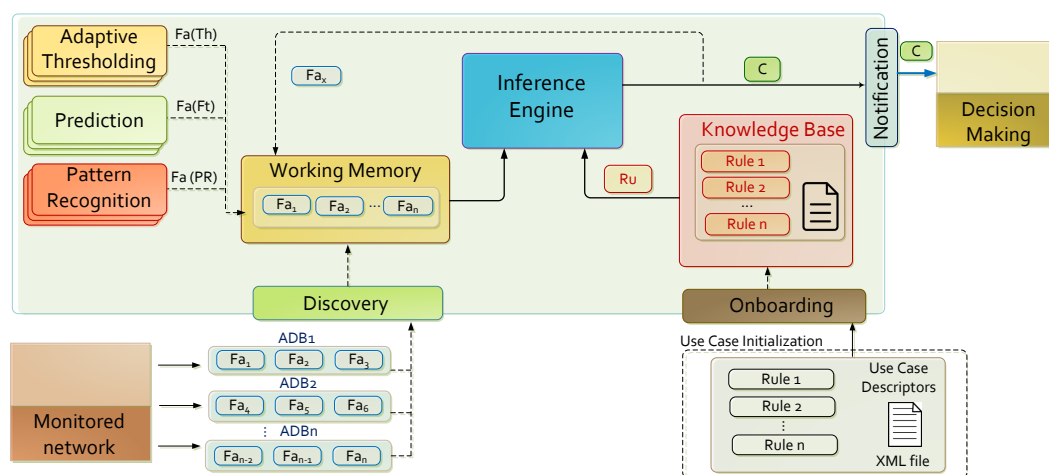 Adaptive
Thresholding
Fa(Th)
Prediction
Fa(Ft)
Pattern
Recognition
Fa (PR)
Faₓ
Working Memory
Fa₁ Fa₂ ... Faₙ
Inference
Engine
C
Ru
Knowledge Base
Rule 1
Rule 2
...
Rule n
Notification
C
Decision
Making
Discovery
Onboarding
Monitored
network
ADB1
Fa₁ Fa₂ Fa₃
ADB2
Fa₄ Fa₅ Fa₆
⋮ ADBn
Faₙ₋₂ Faₙ₋₁ Faₙ
Use Case Initialization
Rule 1
Rule 2
⋮
Rule n
Use Case
Descriptors
XML file